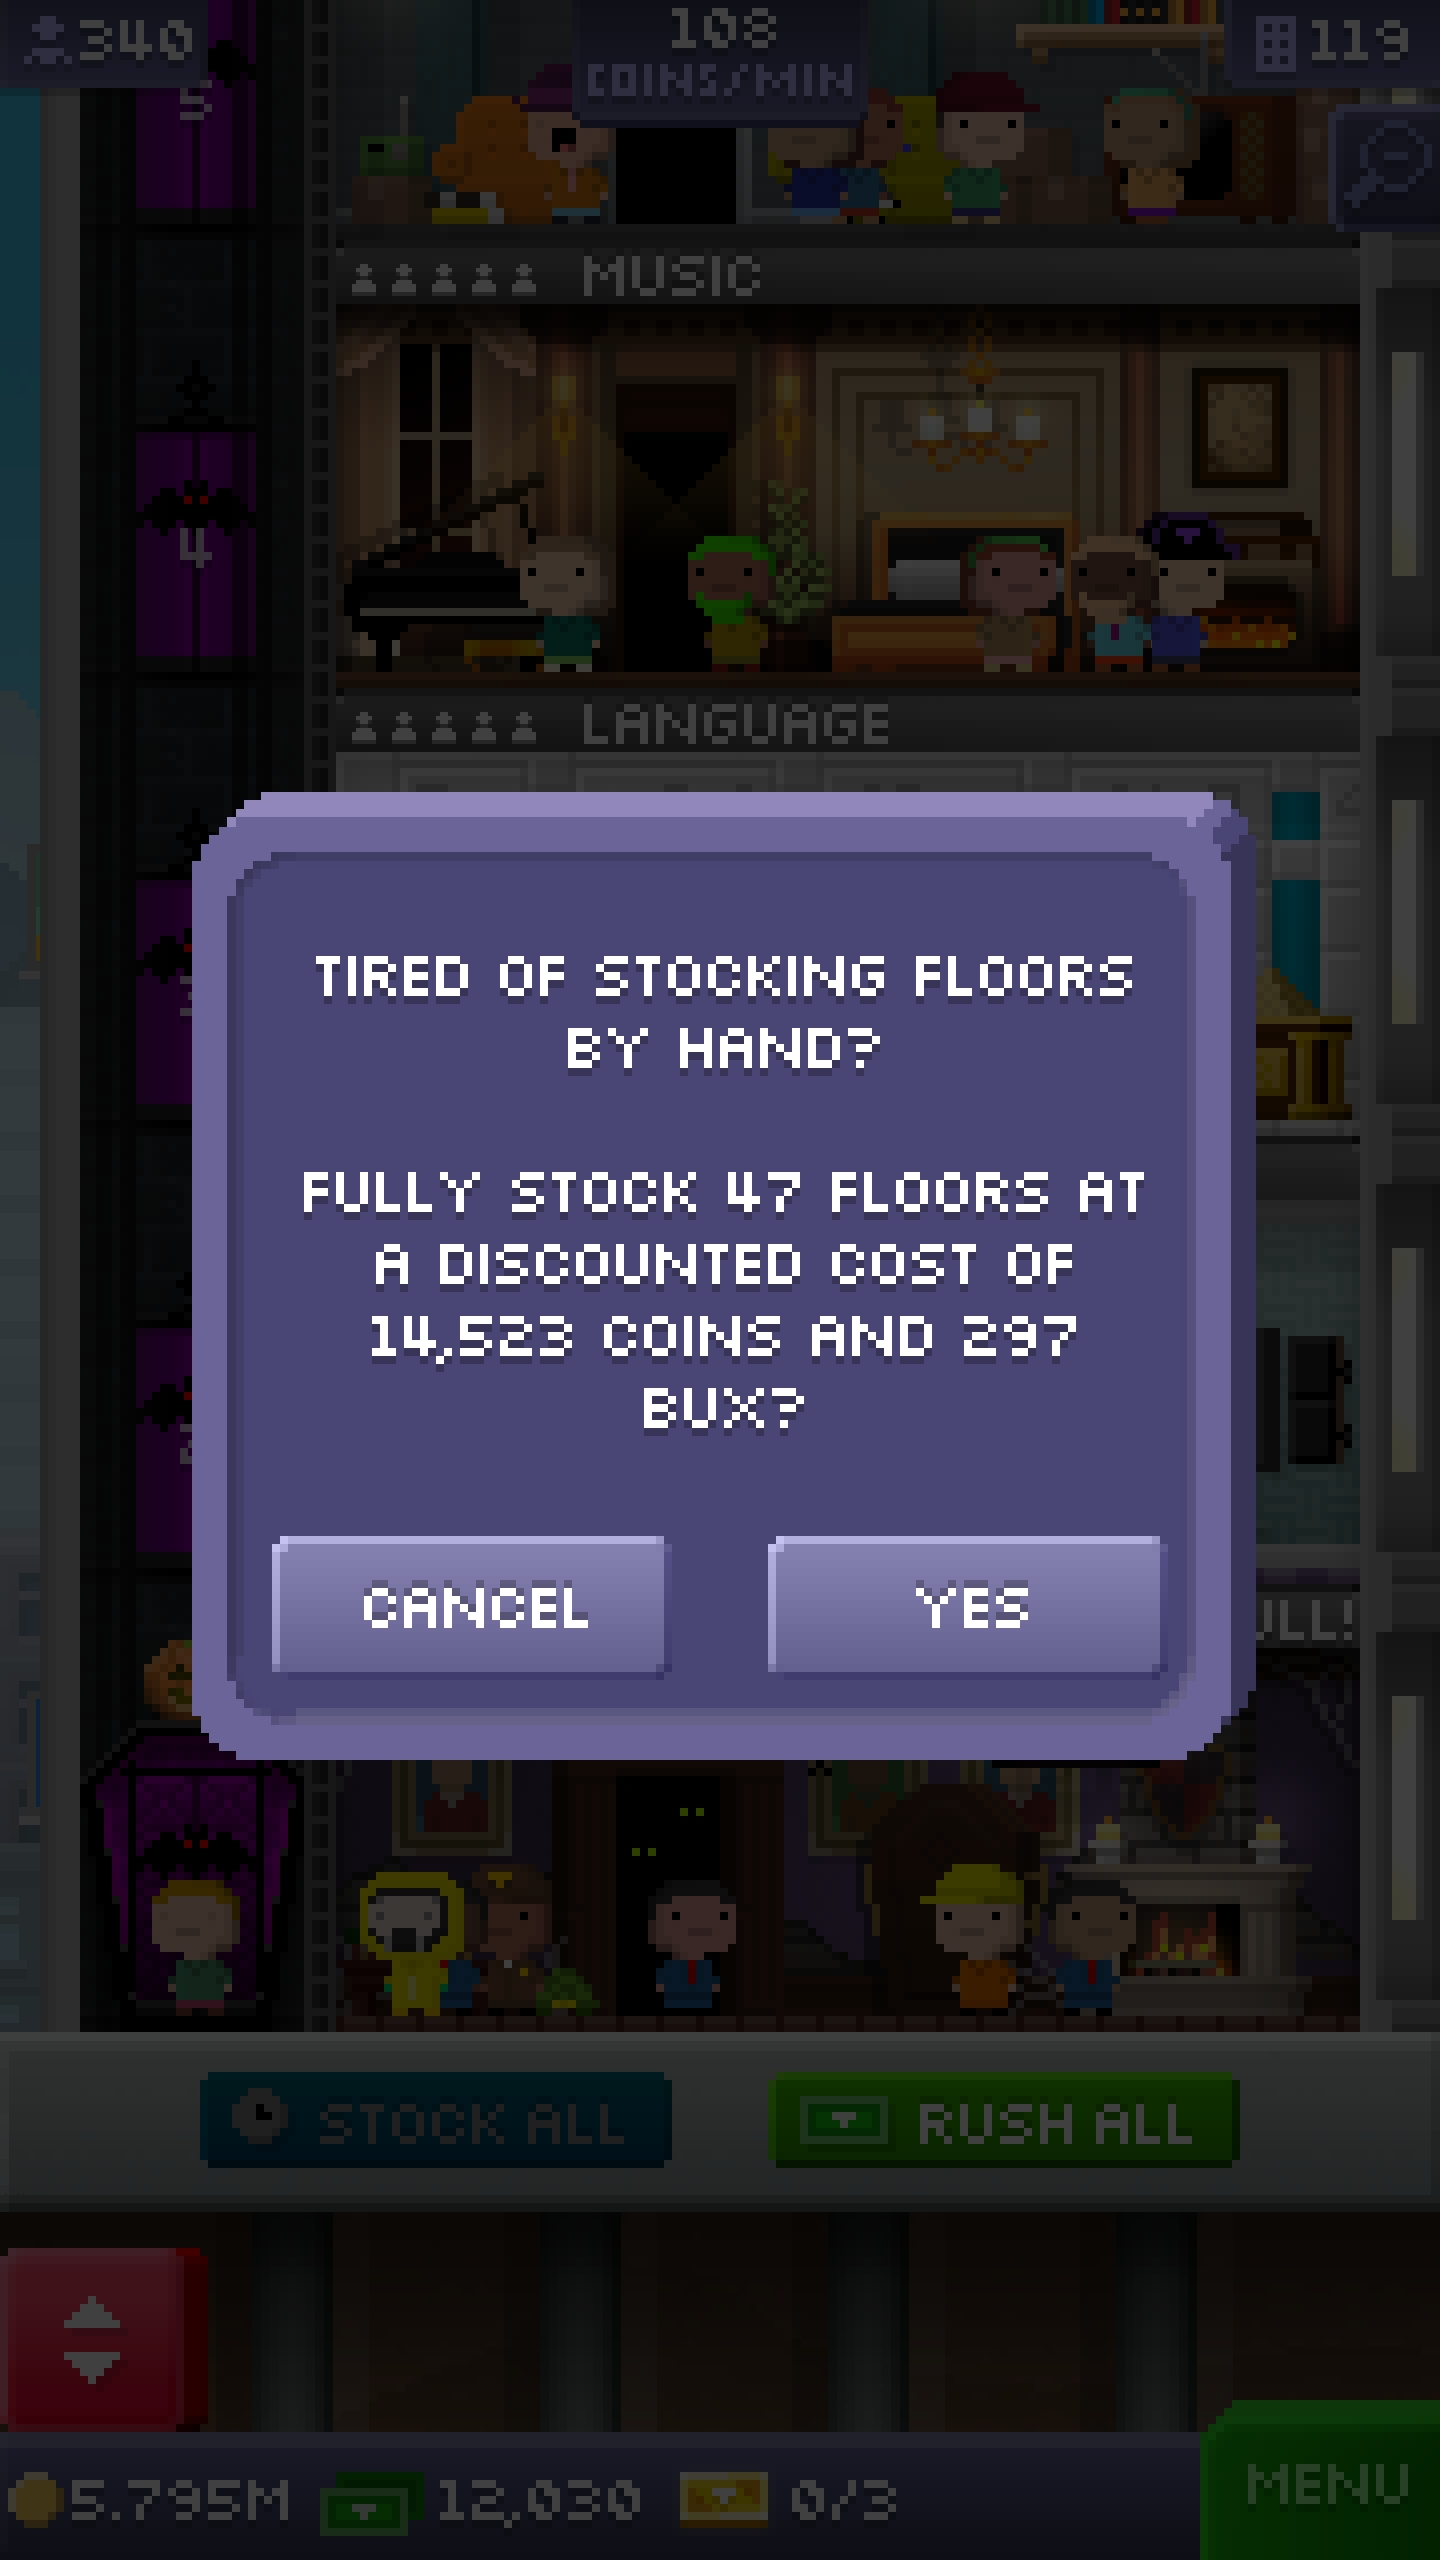 340
108
COINS/MIN
119
5
MUSIC
4
LANGUAGE
TIRED OF STOCKING FLOORS
BY HAND?
FULLY STOCK 47 FLOORS AT
A DISCOUNTED COST OF
14,523 COINS AND 297
BUX?
CANCEL
YES
STOCK ALL
RUSH ALL
5.795M
12,030
0/3
MENU